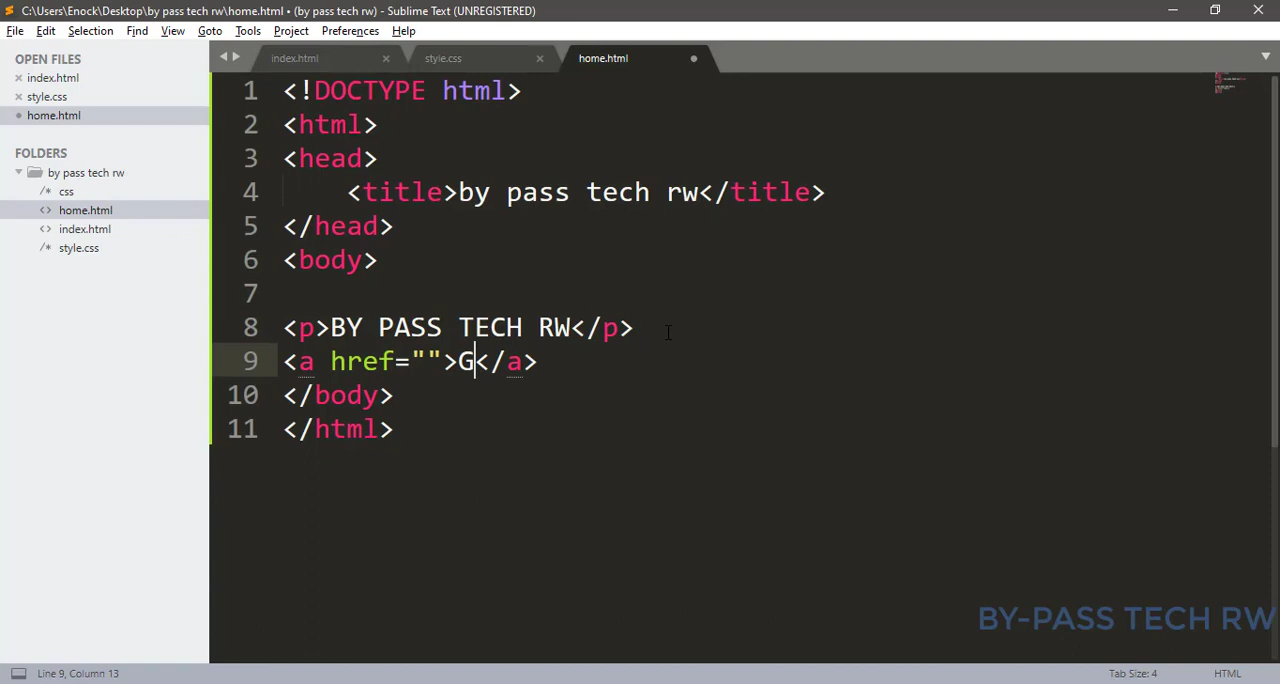 C:\Users\Enock\Desktop\by pass tech rw\home.html • (by pass tech rw) - Sublime Text (UNREGISTERED)
File Edit Selection Find View Goto Tools Project Preferences Help
OPEN FILES
index.html
style.css
home.html
FOLDERS
by pass tech rw
/* css
<> home.html
<> index.html
/* style.css
index.html style.css home.html
1 <!DOCTYPE html>
2 <html>
3 <head>
4 <title>by pass tech rw</title>
5 </head>
6 <body>
7
8 <p>BY PASS TECH RW</p>
9 <a href="">G</a>
10 </body>
11 </html>
BY-PASS TECH RW
Line 9, Column 13 Tab Size: 4 HTML